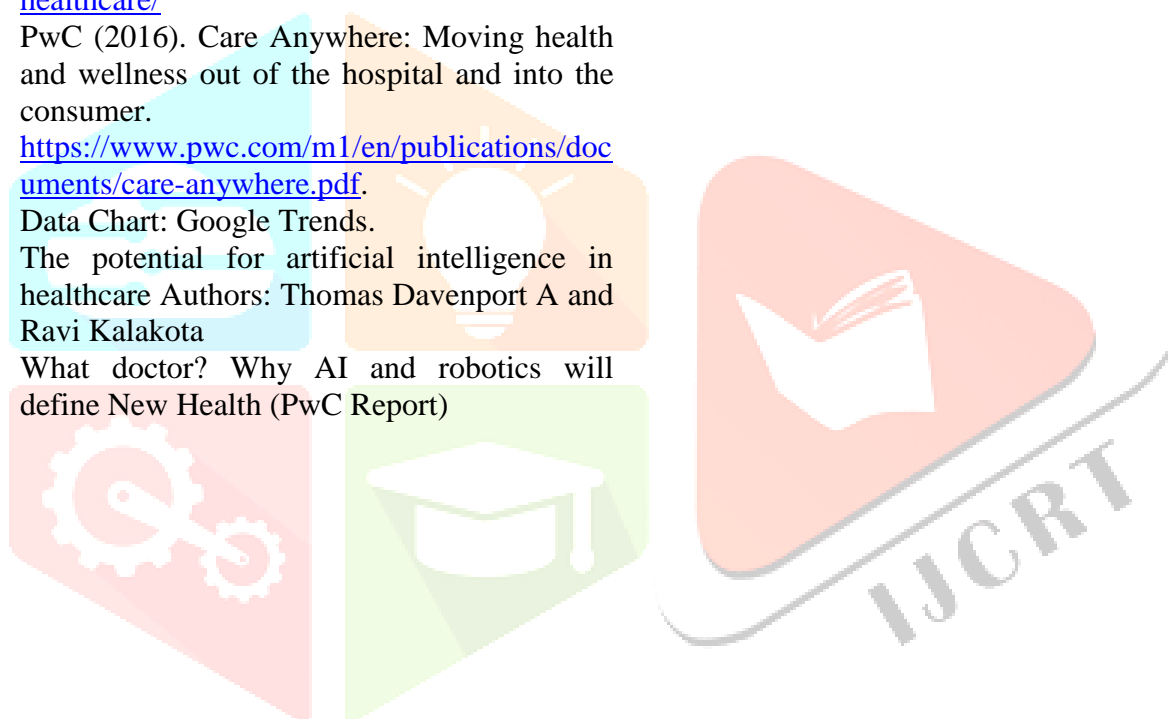 healthcare/
PwC (2016). Care Anywhere: Moving health
and wellness out of the hospital and into the
consumer.
https://www.pwc.com/m1/en/publications/doc
uments/care-anywhere.pdf.
Data Chart: Google Trends.
The potential for artificial intelligence in
healthcare Authors: Thomas Davenport A and
Ravi Kalakota
What doctor? Why AI and robotics will
define New Health (PwC Report)
IJCRT